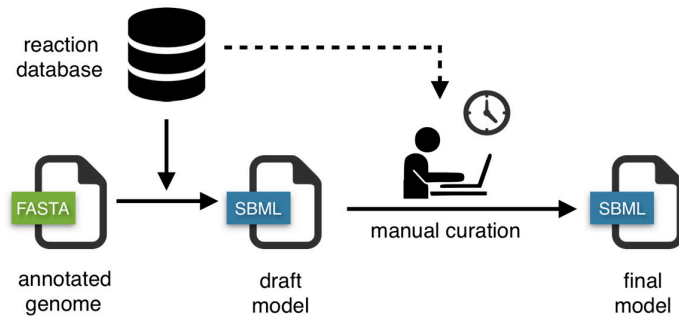 reaction
database
FASTA
SBML
SBML
manual curation
annotated
genome
draft
model
final
model